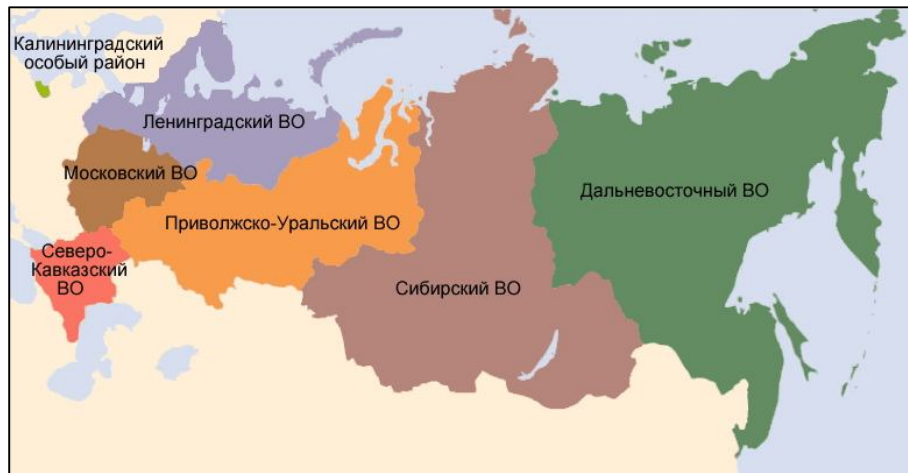 Калининградский
особый район
Ленинградский ВО
Московский ВО
Дальневосточный ВО
Приволжско-Уральский ВО
Северо-
Кавказский
ВО
Сибирский ВО